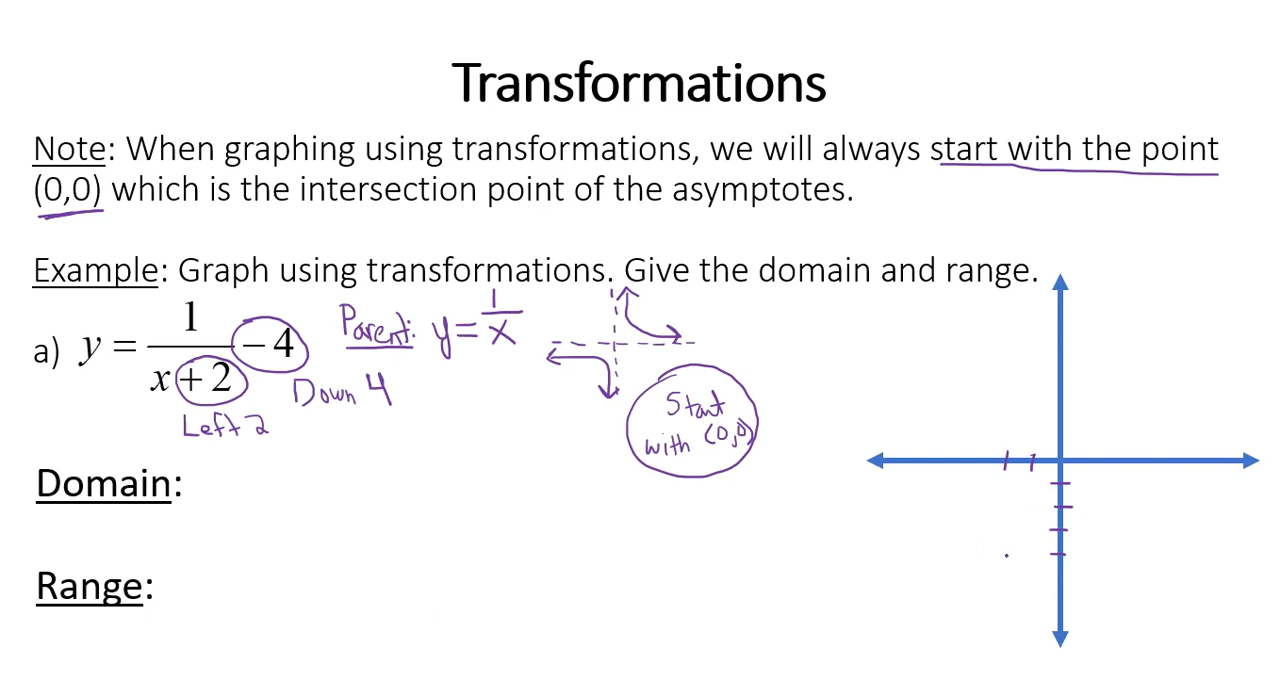 Transformations
Note: When graphing using transformations, we will always start with the point
(0,0) which is the intersection point of the asymptotes.
Example: Graph using transformations. Give the domain and range.
a) y = 1/(x + 2) − 4
Parent: y = 1/x
Left 2
Down 4
Start
with (0,0)
Domain:
Range: